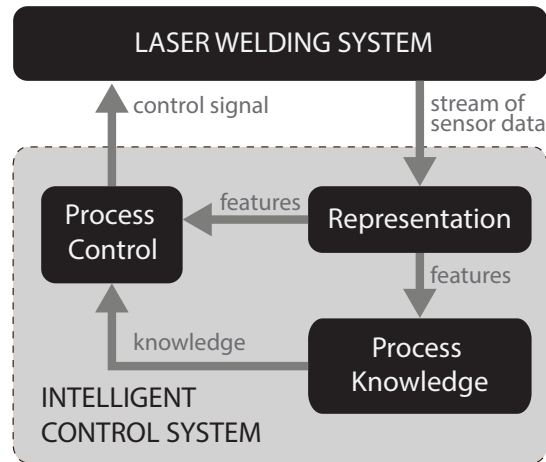 LASER WELDING SYSTEM
control signal
stream of
sensor data
Process
Control
features
Representation
features
knowledge
Process
Knowledge
INTELLIGENT
CONTROL SYSTEM